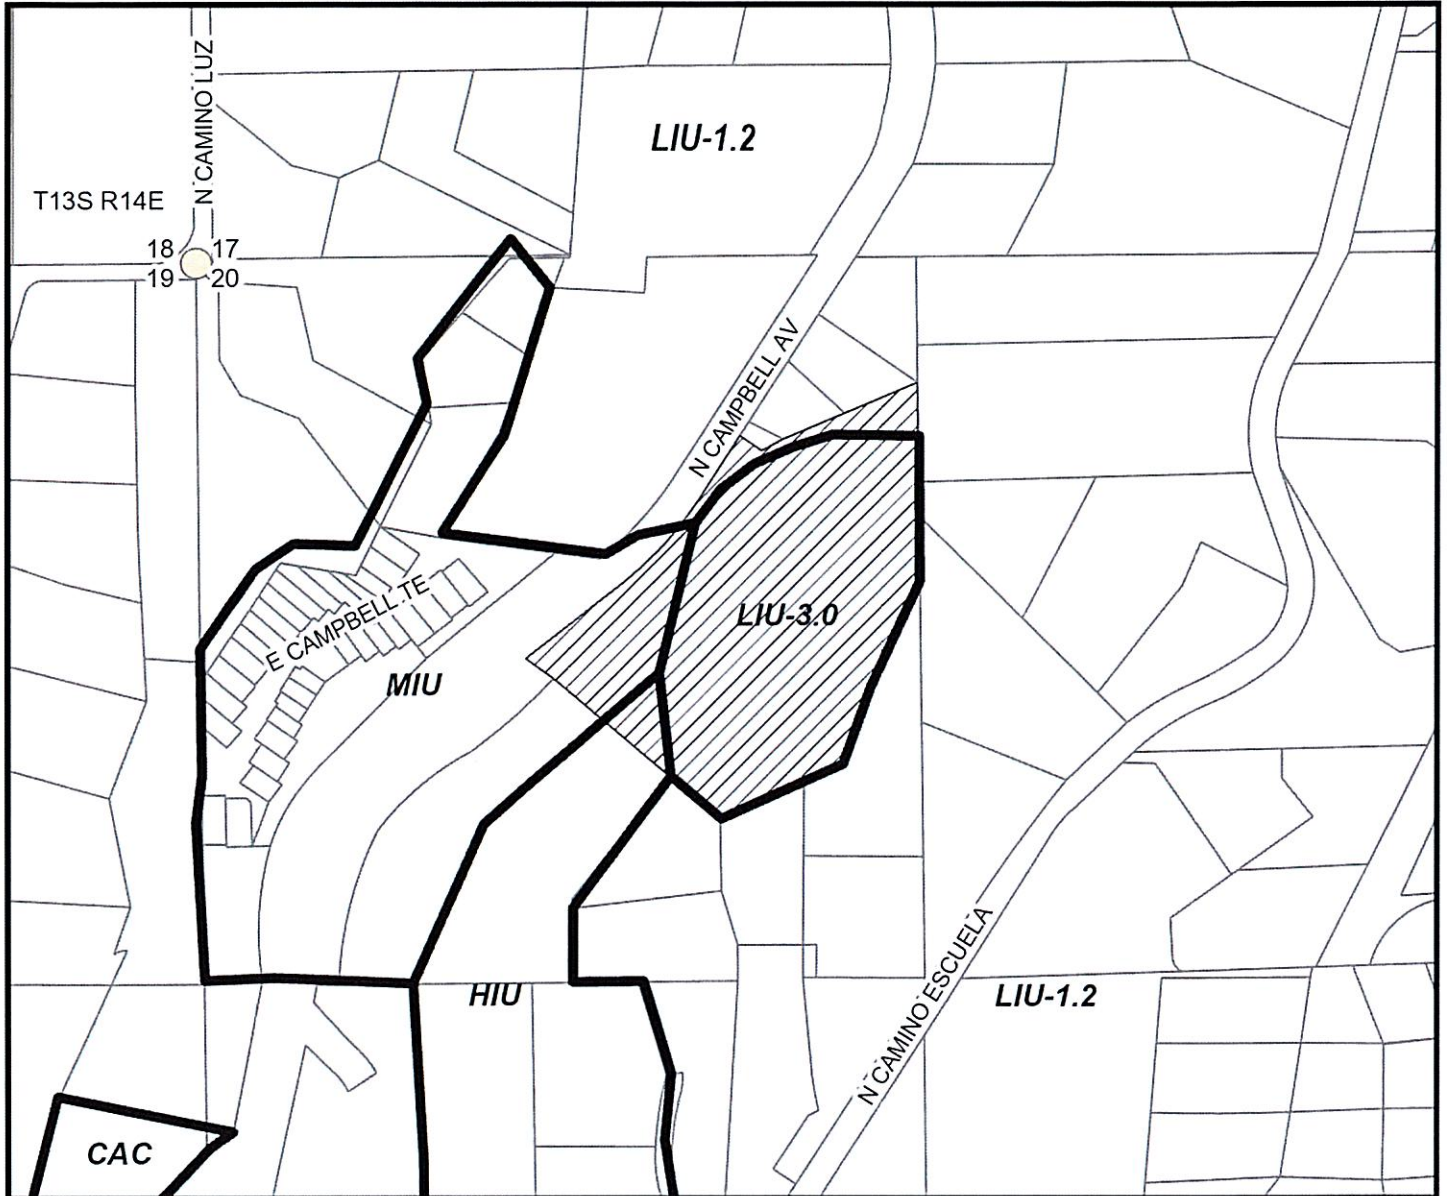 N CAMINO LUZ
LIU-1.2
T13S R14E
18 17
19 20
N CAMPBELL AV
E CAMPBELL TE
LIU-3.0
MIU
N CAMINO ESCUELA
HIU
LIU-1.2
CAC